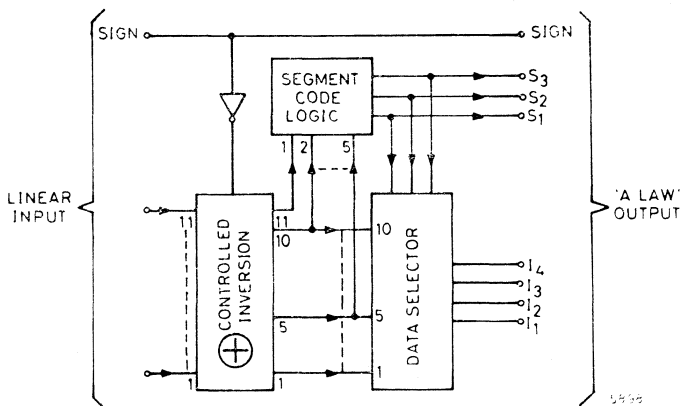 SIGN
SIGN
SEGMENT
CODE
LOGIC
S3
S2
S1
1
2
5
LINEAR
INPUT
'A LAW'
OUTPUT
11
11
10
10
CONTROLLED
INVERSION
DATA SELECTOR
I4
I3
I2
I1
5
5
1
1
1